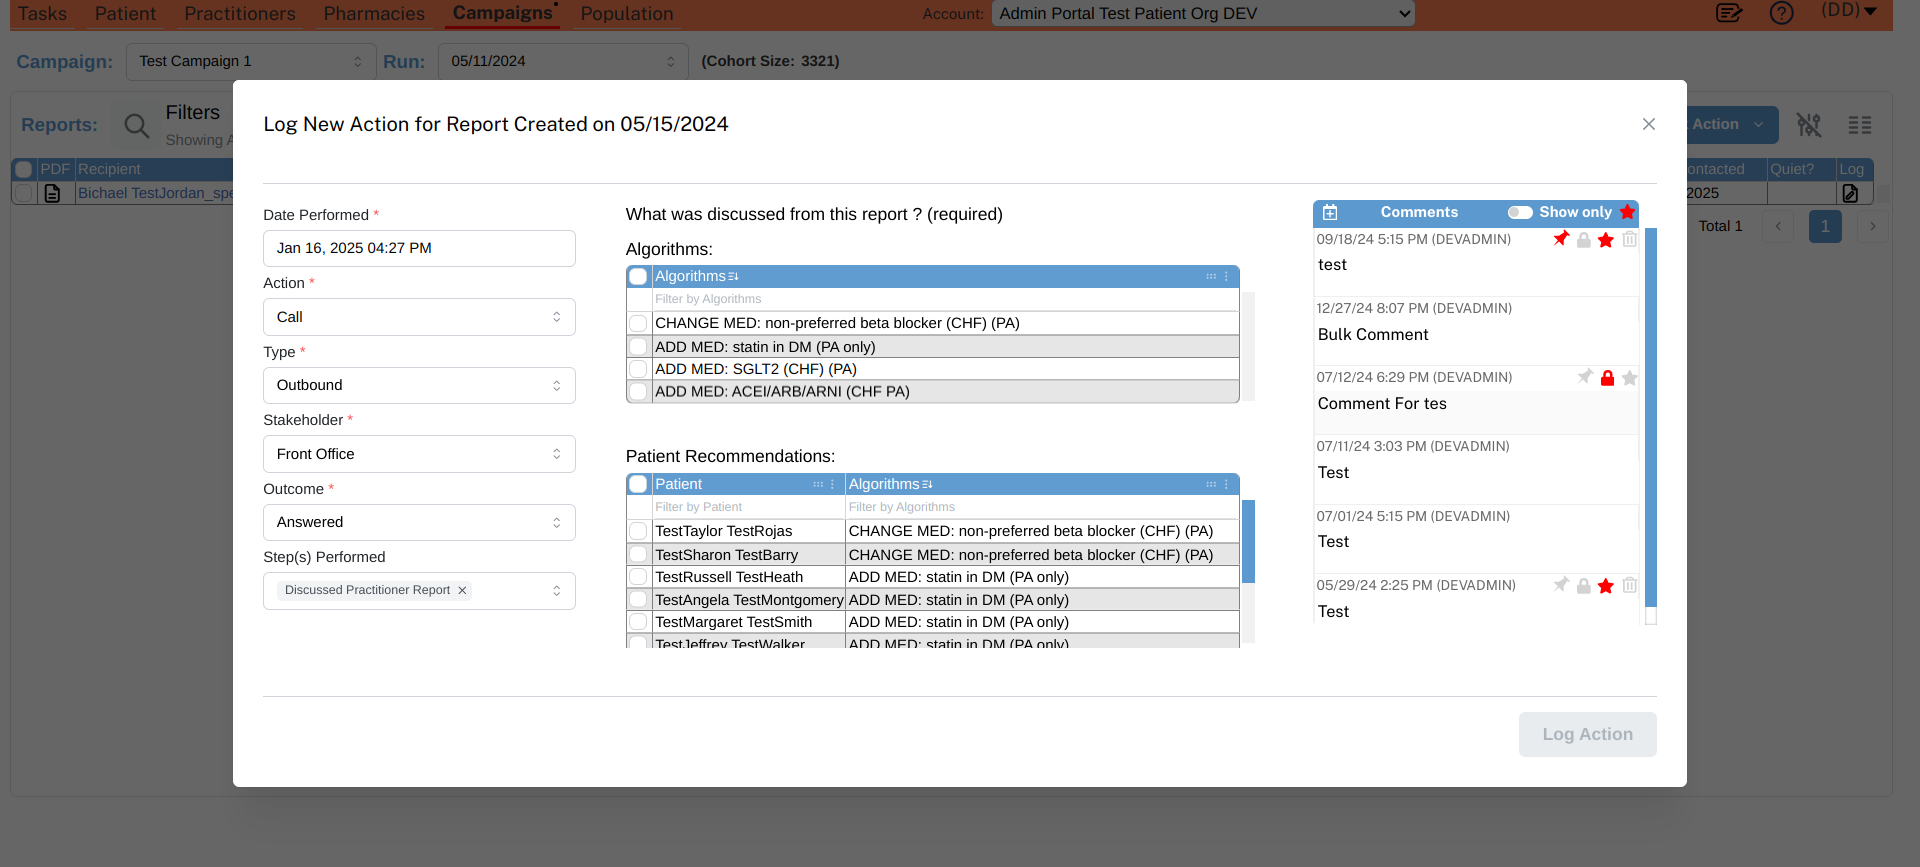 Tasks Patient Practitioners Pharmacies Campaigns Population Account: Admin Portal Test Patient Org DEV (DD)
Campaign: Test Campaign 1 Run: 05/11/2024 (Cohort Size: 3321)
Reports: Filters
Showing
Action
PDF Recipient Quiet? Log
Bichael 2025
Total 1 1
Log New Action for Report Created on 05/15/2024
Date Performed *
Jan 16, 2025 04:27 PM
Action *
Call
Type *
Outbound
Stakeholder *
Front Office
Outcome *
Answered
Step(s) Performed
Discussed Practitioner Report
What was discussed from this report ? (required)
Algorithms:
Algorithms
Filter by Algorithms
CHANGE MED: non-preferred beta blocker (CHF) (PA)
ADD MED: statin in DM (PA only)
ADD MED: SGLT2 (CHF) (PA)
ADD MED: ACEI/ARB/ARNI (CHF PA)
Patient Recommendations:
Patient Algorithms
Filter by Patient Filter by Algorithms
TestTaylor TestRojas CHANGE MED: non-preferred beta blocker (CHF) (PA)
TestSharon TestBarry CHANGE MED: non-preferred beta blocker (CHF) (PA)
TestRussell TestHeath ADD MED: statin in DM (PA only)
TestAngela TestMontgomery ADD MED: statin in DM (PA only)
TestMargaret TestSmith ADD MED: statin in DM (PA only)
TestJeffrey TestWalker ADD MED: statin in DM (PA only)
Comments Show only
09/18/24 5:15 PM (DEVADMIN)
test
12/27/24 8:07 PM (DEVADMIN)
Bulk Comment
07/12/24 6:29 PM (DEVADMIN)
Comment For tes
07/11/24 3:03 PM (DEVADMIN)
Test
07/01/24 5:15 PM (DEVADMIN)
Test
05/29/24 2:25 PM (DEVADMIN)
Test
Log Action